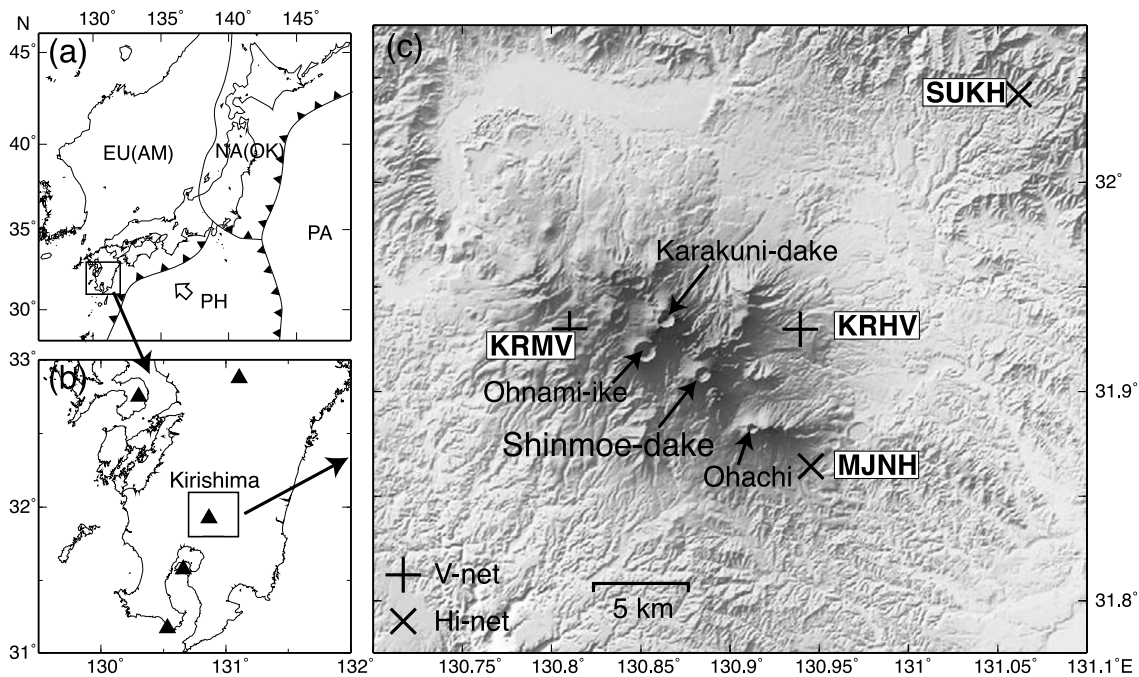 N
130°
135°
140°
145°
45°
40°
35°
30°
(a)
EU(AM)
NA(OK)
PA
PH
33°
32°
31°
(b)
Kirishima
130°
131°
132°
(c)
SUKH
32°
Karakuni-dake
KRMV
KRHV
Ohnami-ike
31.9°
Shinmoe-dake
Ohachi
MJNH
V-net
Hi-net
5 km
31.8°
130.75°
130.8°
130.85°
130.9°
130.95°
131.0°
131.05°
131.1°E